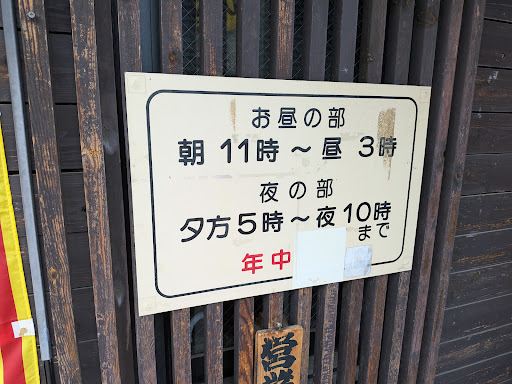 お昼の部
朝 11時 ~ 昼 3時
夜の部
夕方5時~夜10時
まで
年中
営